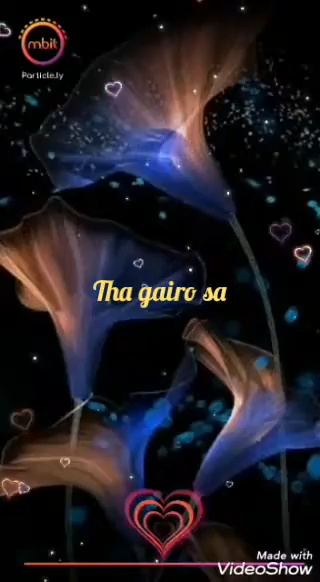 mbit
Particle.ly
Tha gairo sa
Made with
VideoShow